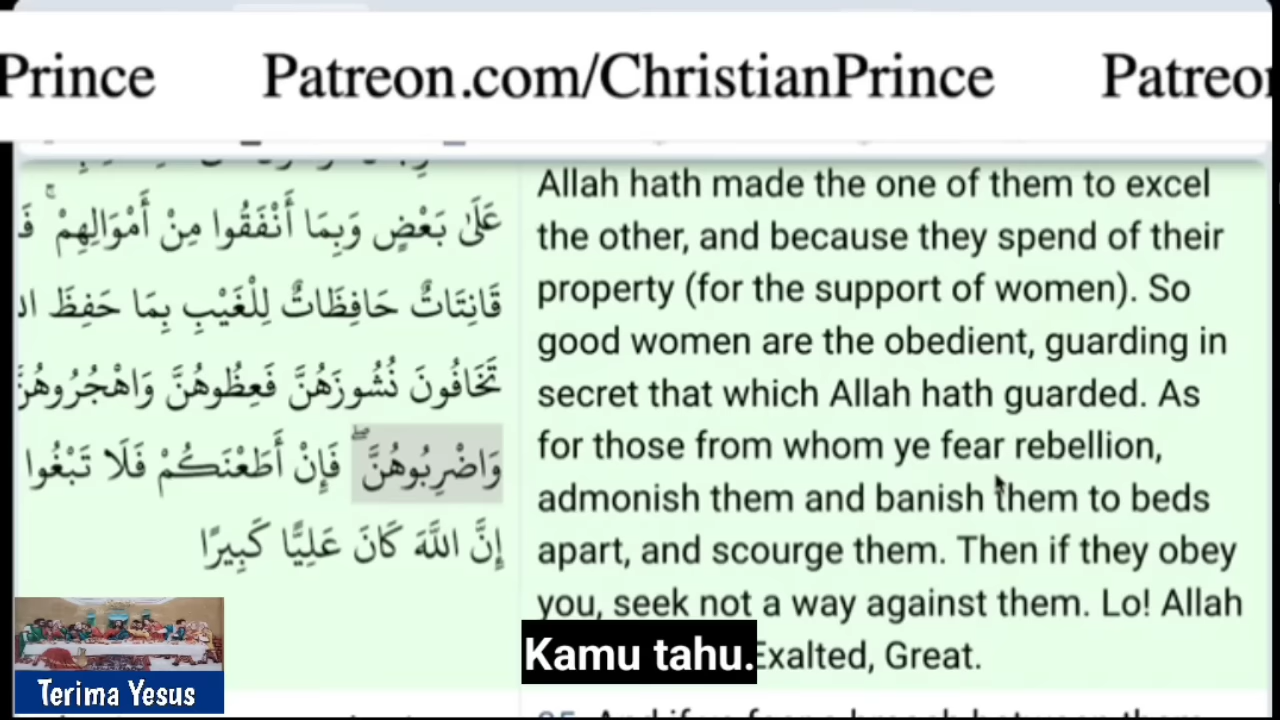 Prince Patreon.com/ChristianPrince Patreon
عَلَىٰ بَعْضٍ وَبِمَا أَنْفَقُوا مِنْ أَمْوَالِهِمْ ۚ
قَانِتَاتٌ حَافِظَاتٌ لِلْغَيْبِ بِمَا حَفِظَ
تَخَافُونَ نُشُوزَهُنَّ فَعِظُوهُنَّ وَاهْجُرُوهُنَّ
وَاضْرِبُوهُنَّ ۖ فَإِنْ أَطَعْنَكُمْ فَلَا تَبْغُوا
إِنَّ اللَّهَ كَانَ عَلِيًّا كَبِيرًا
Allah hath made the one of them to excel
the other, and because they spend of their
property (for the support of women). So
good women are the obedient, guarding in
secret that which Allah hath guarded. As
for those from whom ye fear rebellion,
admonish them and banish them to beds
apart, and scourge them. Then if they obey
you, seek not a way against them. Lo! Allah
Exalted, Great.
Kamu tahu.
Terima Yesus